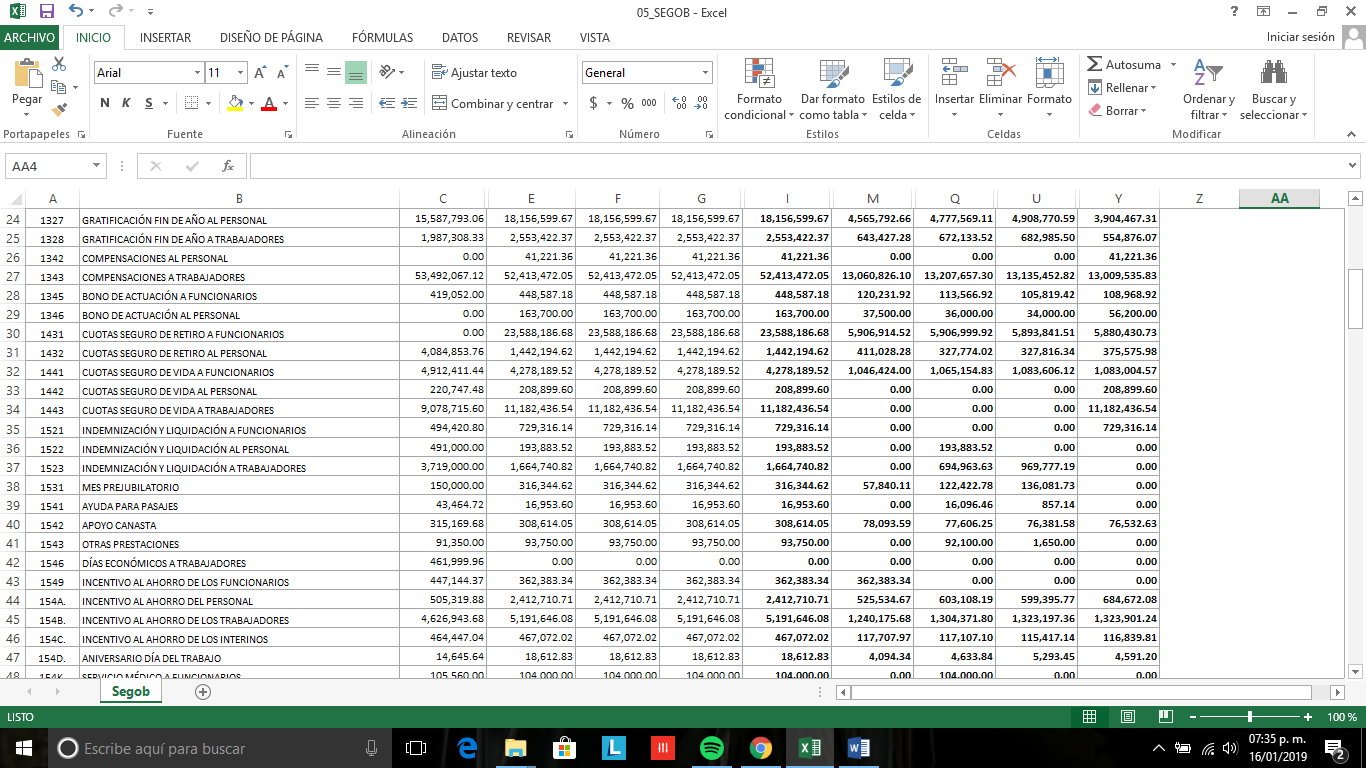 05_SEGOB - Excel
ARCHIVO INICIO INSERTAR DISEÑO DE PÁGINA FÓRMULAS DATOS REVISAR VISTA Iniciar sesión
Pegar Arial 11 Ajustar texto General Formato condicional Dar formato como tabla Estilos de celda Insertar Eliminar Formato Autosuma Rellenar Borrar Ordenar y filtrar Buscar y seleccionar
N K S Combinar y centrar $ % 000
Portapapeles Fuente Alineación Número Estilos Celdas Modificar
AA4 fx
A B C E F G I M Q U Y Z AA
24 1327 GRATIFICACIÓN FIN DE AÑO AL PERSONAL 15,587,793.06 18,156,599.67 18,156,599.67 18,156,599.67 18,156,599.67 4,565,792.66 4,777,569.11 4,908,770.59 3,904,467.31
25 1328 GRATIFICACIÓN FIN DE AÑO A TRABAJADORES 1,987,308.33 2,553,422.37 2,553,422.37 2,553,422.37 2,553,422.37 643,427.28 672,133.52 682,985.50 554,876.07
26 1342 COMPENSACIONES AL PERSONAL 0.00 41,221.36 41,221.36 41,221.36 41,221.36 0.00 0.00 0.00 41,221.36
27 1343 COMPENSACIONES A TRABAJADORES 53,492,067.12 52,413,472.05 52,413,472.05 52,413,472.05 52,413,472.05 13,060,826.10 13,207,657.30 13,135,452.82 13,009,535.83
28 1345 BONO DE ACTUACIÓN A FUNCIONARIOS 419,052.00 448,587.18 448,587.18 448,587.18 448,587.18 120,231.92 113,566.92 105,819.42 108,968.92
29 1346 BONO DE ACTUACIÓN AL PERSONAL 0.00 163,700.00 163,700.00 163,700.00 163,700.00 37,500.00 36,000.00 34,000.00 56,200.00
30 1431 CUOTAS SEGURO DE RETIRO A FUNCIONARIOS 0.00 23,588,186.68 23,588,186.68 23,588,186.68 23,588,186.68 5,906,914.52 5,906,999.92 5,893,841.51 5,880,430.73
31 1432 CUOTAS SEGURO DE RETIRO AL PERSONAL 4,084,853.76 1,442,194.62 1,442,194.62 1,442,194.62 1,442,194.62 411,028.28 327,774.02 327,816.34 375,575.98
32 1441 CUOTAS SEGURO DE VIDA A FUNCIONARIOS 4,912,411.44 4,278,189.52 4,278,189.52 4,278,189.52 4,278,189.52 1,046,424.00 1,065,154.83 1,083,606.12 1,083,004.57
33 1442 CUOTAS SEGURO DE VIDA AL PERSONAL 220,747.48 208,899.60 208,899.60 208,899.60 208,899.60 0.00 0.00 0.00 208,899.60
34 1443 CUOTAS SEGURO DE VIDA A TRABAJADORES 9,078,715.60 11,182,436.54 11,182,436.54 11,182,436.54 11,182,436.54 0.00 0.00 0.00 11,182,436.54
35 1521 INDEMNIZACIÓN Y LIQUIDACIÓN A FUNCIONARIOS 494,420.80 729,316.14 729,316.14 729,316.14 729,316.14 0.00 0.00 0.00 729,316.14
36 1522 INDEMNIZACIÓN Y LIQUIDACIÓN AL PERSONAL 491,000.00 193,883.52 193,883.52 193,883.52 193,883.52 0.00 193,883.52 0.00 0.00
37 1523 INDEMNIZACIÓN Y LIQUIDACIÓN A TRABAJADORES 3,719,000.00 1,664,740.82 1,664,740.82 1,664,740.82 1,664,740.82 0.00 694,963.63 969,777.19 0.00
38 1531 MES PREJUBILATORIO 150,000.00 316,344.62 316,344.62 316,344.62 316,344.62 57,840.11 122,422.78 136,081.73 0.00
39 1541 AYUDA PARA PASAJES 43,464.72 16,953.60 16,953.60 16,953.60 16,953.60 0.00 16,096.46 857.14 0.00
40 1542 APOYO CANASTA 315,169.68 308,614.05 308,614.05 308,614.05 308,614.05 78,093.59 77,606.25 76,381.58 76,532.63
41 1543 OTRAS PRESTACIONES 91,350.00 93,750.00 93,750.00 93,750.00 93,750.00 0.00 92,100.00 1,650.00 0.00
42 1546 DÍAS ECONÓMICOS A TRABAJADORES 461,999.96 0.00 0.00 0.00 0.00 0.00 0.00 0.00 0.00
43 1549 INCENTIVO AL AHORRO DE LOS FUNCIONARIOS 447,144.37 362,383.34 362,383.34 362,383.34 362,383.34 362,383.34 0.00 0.00 0.00
44 154A. INCENTIVO AL AHORRO DEL PERSONAL 505,319.88 2,412,710.71 2,412,710.71 2,412,710.71 2,412,710.71 525,534.67 603,108.19 599,395.77 684,672.08
45 154B. INCENTIVO AL AHORRO DE LOS TRABAJADORES 4,626,943.68 5,191,646.08 5,191,646.08 5,191,646.08 5,191,646.08 1,240,175.68 1,304,371.80 1,323,197.36 1,323,901.24
46 154C. INCENTIVO AL AHORRO DE LOS INTERINOS 464,447.04 467,072.02 467,072.02 467,072.02 467,072.02 117,707.97 117,107.10 115,417.14 116,839.81
47 154D. ANIVERSARIO DÍA DEL TRABAJO 14,645.64 18,612.83 18,612.83 18,612.83 18,612.83 4,094.34 4,633.84 5,293.45 4,591.20
48 154K. SERVICIO MÉDICO A FUNCIONARIOS 105,560.00 104,000.00 104,000.00 104,000.00 104,000.00 0.00 104,000.00 0.00 0.00
Segob
LISTO 100 %
Escribe aquí para buscar
07:35 p. m.
16/01/2019
2